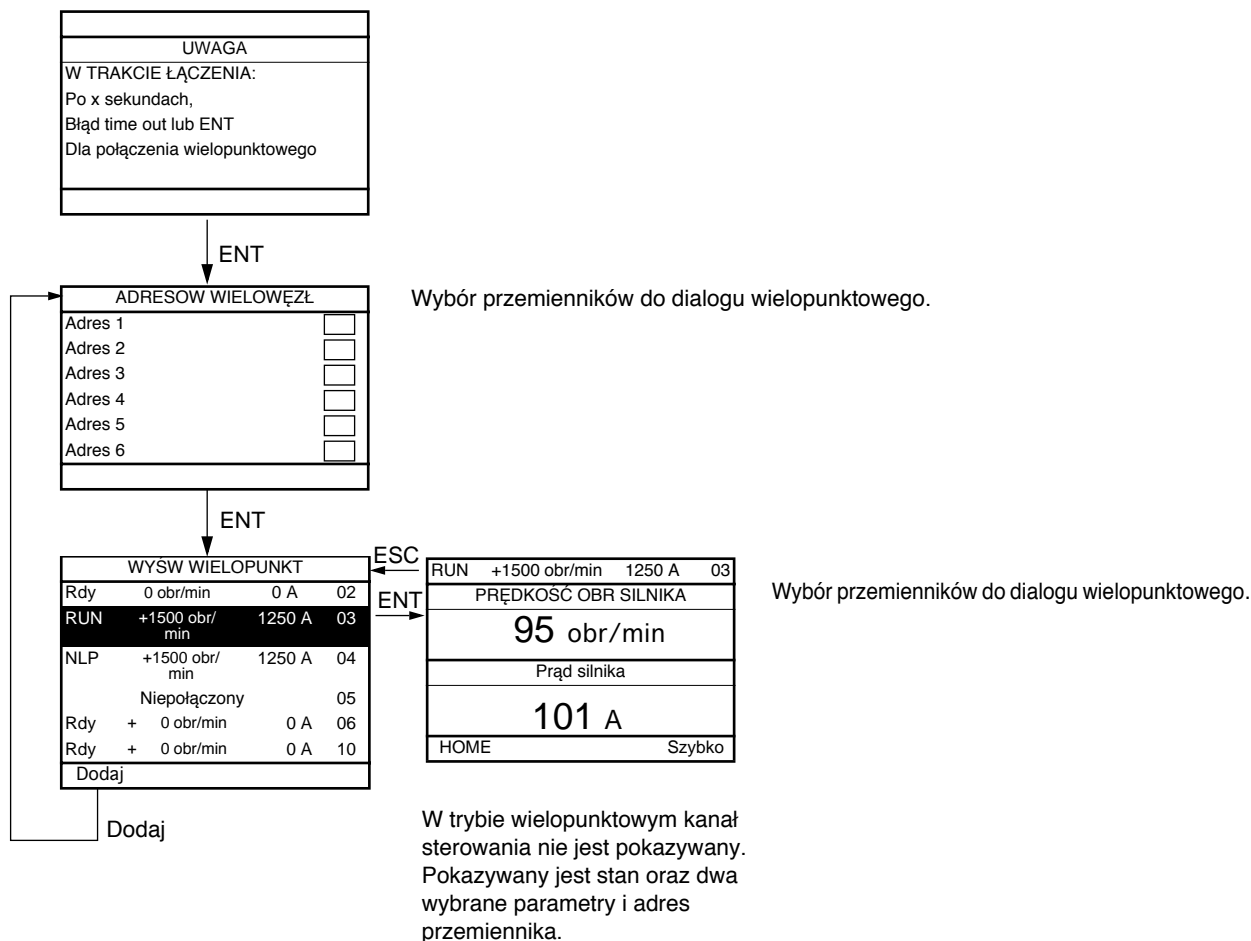 UWAGA
W TRAKCIE ŁĄCZENIA:
Po x sekundach,
Błąd time out lub ENT
Dla połączenia wielopunktowego
ENT
ADRESOW WIELOWĘZŁ
Adres 1
Adres 2
Adres 3
Adres 4
Adres 5
Adres 6
Wybór przemienników do dialogu wielopunktowego.
ENT
WYŚW WIELOPUNKT
Rdy 0 obr/min 0 A 02
RUN +1500 obr/
min 1250 A 03
NLP +1500 obr/
min 1250 A 04
Niepołączony 05
Rdy + 0 obr/min 0 A 06
Rdy + 0 obr/min 0 A 10
Dodaj
Dodaj
ESC
ENT
RUN +1500 obr/min 1250 A 03
PRĘDKOŚĆ OBR SILNIKA
95 obr/min
Prąd silnika
101 A
HOME Szybko
Wybór przemienników do dialogu wielopunktowego.
W trybie wielopunktowym kanał
sterowania nie jest pokazywany.
Pokazywany jest stan oraz dwa
wybrane parametry i adres
przemiennika.